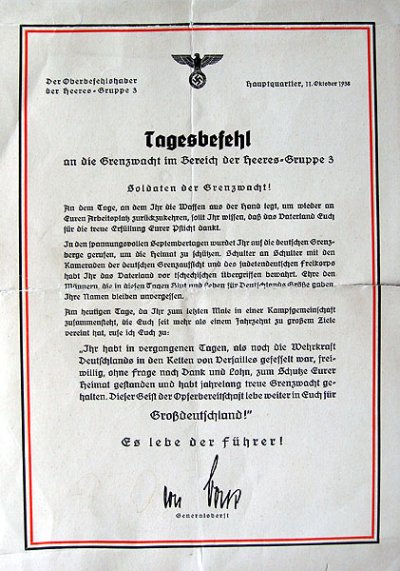 Der Oberbefehlshaber
der Heeres-Gruppe 3
Hauptquartier, 11. Oktober 1938
Tagesbefehl
an die Grenzwacht im Bereich der Heeres-Gruppe 3
Soldaten der Grenzwacht!
An dem Tage, an dem Ihr die Waffen aus der Hand legt, um wieder an
Euren Arbeitsplatz zurückzukehren, sollt Ihr wissen, daß das Vaterland Euch
für die treue Erfüllung Eurer Pflicht dankt.
In den spannungsvollen Septembertagen wurdet Ihr auf die deutschen Grenz-
berge gerufen, um die Heimat zu schützen. Schulter an Schulter mit den
Kameraden der deutschen Grenzaufsicht und des sudetendeutschen Freikorps
habt Ihr das Vaterland vor tschechischen Übergriffen bewahrt. Ehre den
Männern, die in diesen Tagen Blut und Leben für Deutschlands Größe gaben
Ihre Namen bleiben unvergessen.
Am heutigen Tage, da Ihr zum letzten Male in einer Kampfgemeinschaft
zusammensteht, die Euch seit mehr als einem Jahrzehnt zu großem Ziele
vereint hat, rufe ich Euch zu:
„Ihr habt in vergangenen Tagen, als noch die Wehrkraft
Deutschlands in den Ketten von Versailles gefesselt war, frei-
willig, ohne Frage nach Dank und Lohn, zum Schutze Eurer
Heimat gestanden und habt jahrelang treue Grenzwacht ge-
halten. Dieser Geist der Opferbereitschaft lebe weiter in Euch für
Großdeutschland!"
Es lebe der Führer!
Generaloberst